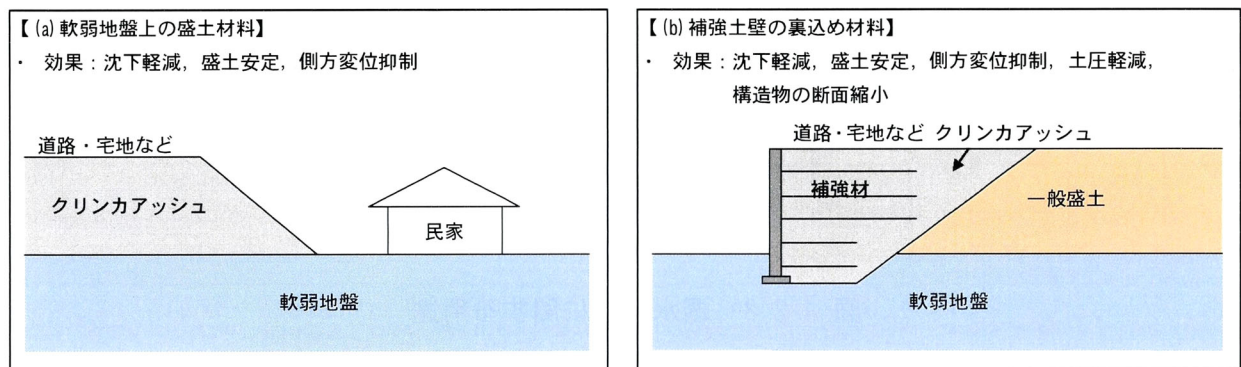 【 (a) 軟弱地盤上の盛土材料】
・ 効果：沈下軽減，盛土安定，側方変位抑制
道路・宅地など
クリンカアッシュ
民家
軟弱地盤
【 (b) 補強土壁の裏込め材料】
・ 効果：沈下軽減，盛土安定，側方変位抑制，土圧軽減，
構造物の断面縮小
道路・宅地など クリンカアッシュ
補強材
一般盛土
軟弱地盤